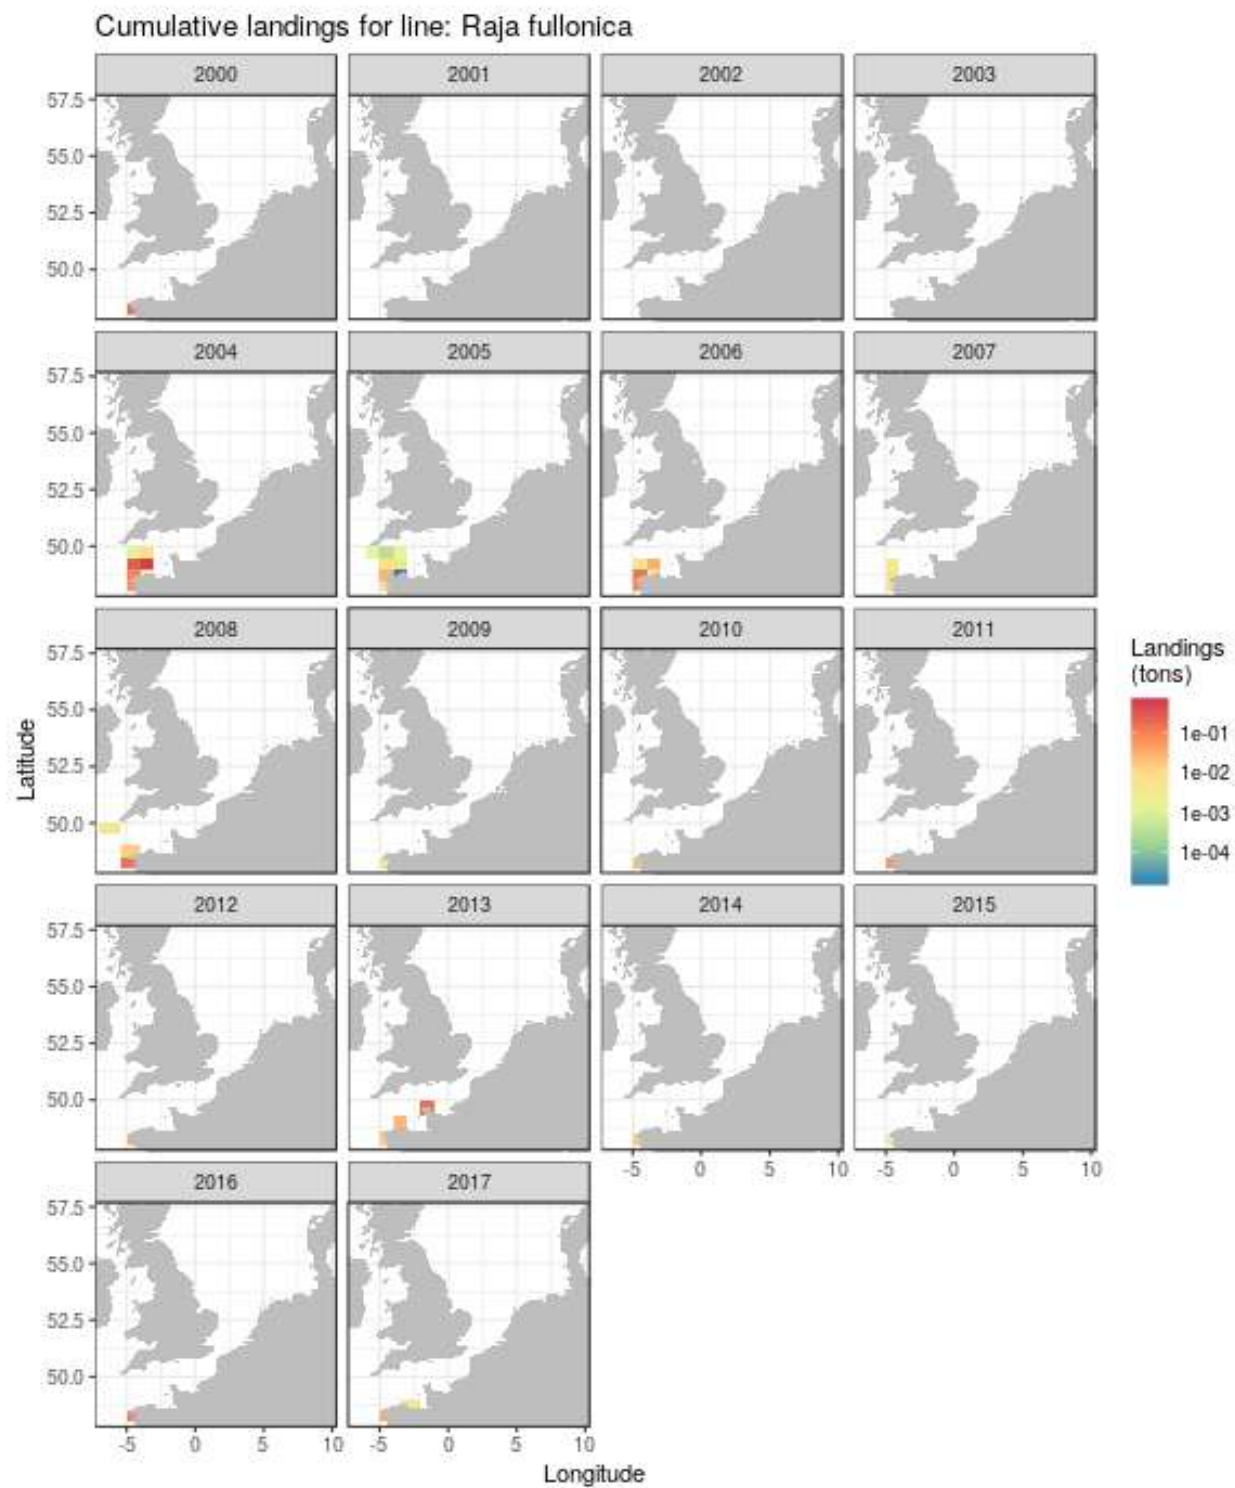 Cumulative landings for line: Raja fullonica
2000 2001 2002 2003
57.5
55.0
52.5
50.0
2004 2005 2006 2007
57.5
55.0
52.5
50.0
2008 2009 2010 2011
57.5
55.0
52.5
50.0
Latitude
Landings
(tons)
1e-01
1e-02
1e-03
1e-04
2012 2013 2014 2015
57.5
55.0
52.5
50.0
-5 0 5 10 -5 0 5 10
2016 2017
57.5
55.0
52.5
50.0
-5 0 5 10 -5 0 5 10
Longitude